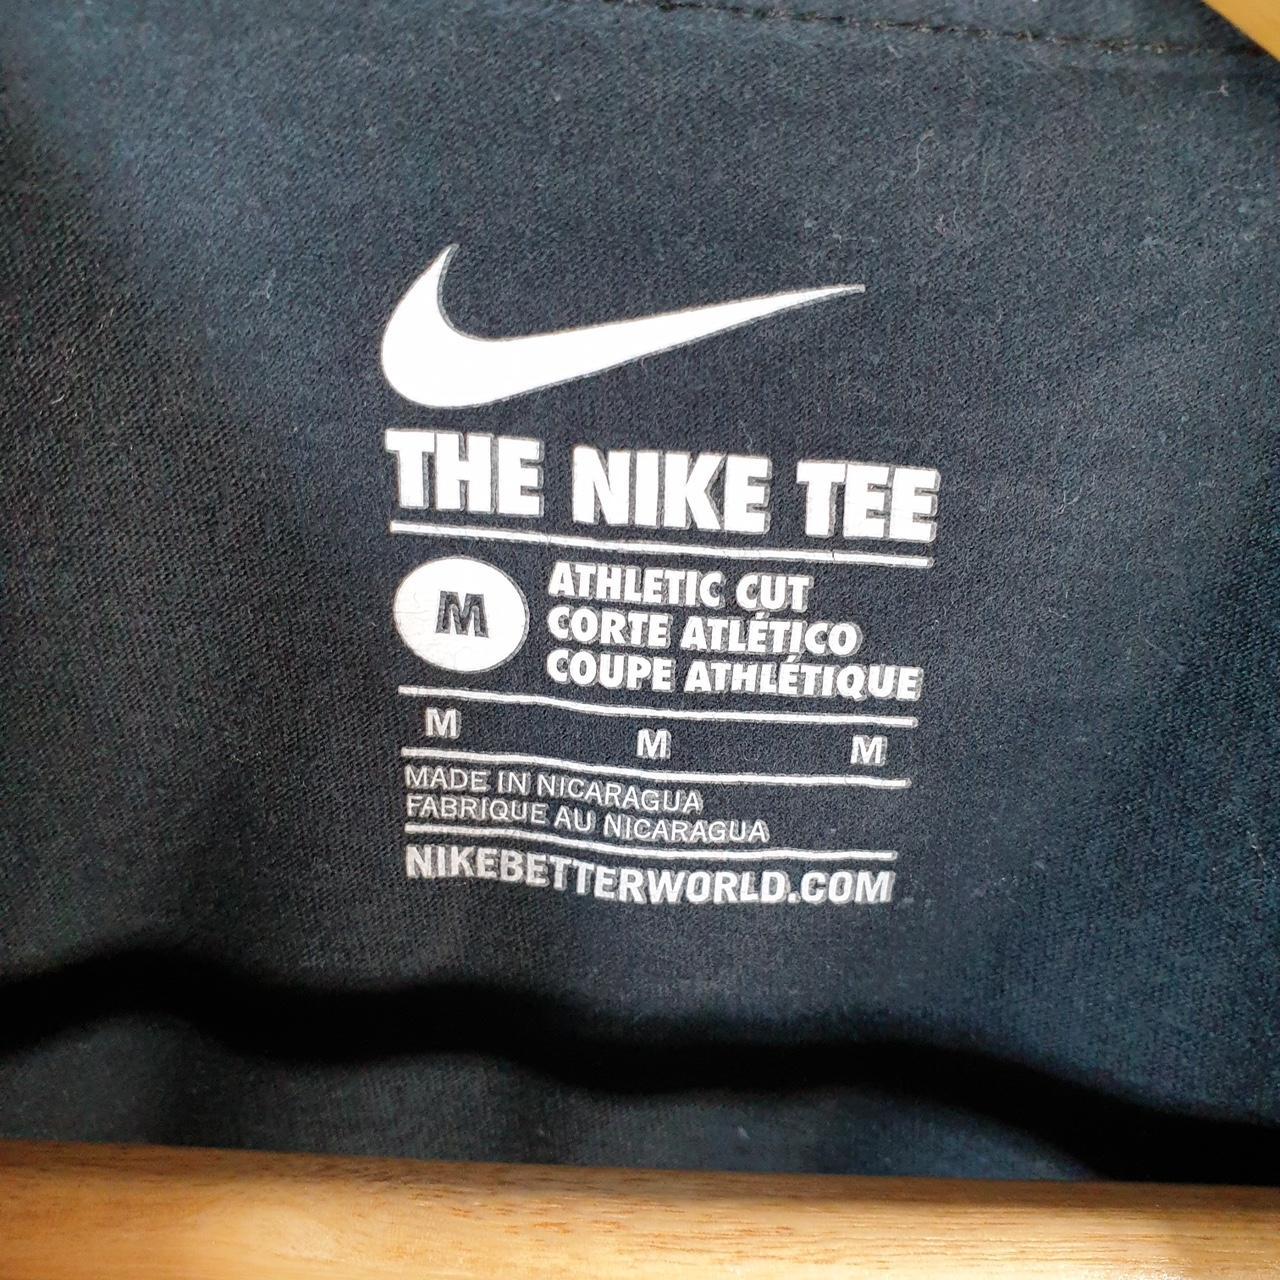 THE NIKE TEE
M
ATHLETIC CUT
CORTE ATLÉTICO
COUPE ATHLÉTIQUE
M M M
MADE IN NICARAGUA
FABRIQUE AU NICARAGUA
NIKEBETTERWORLD.COM